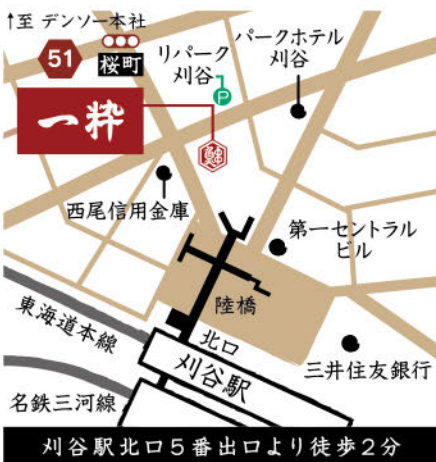 ↑至 デンソー本社
51
桜町
リパーク
刈谷
P
パークホテル
刈谷
一粋
西尾信用金庫
第一セントラル
ビル
陸橋
東海道本線
北口
刈谷駅
三井住友銀行
名鉄三河線
刈谷駅北口5番出口より徒歩2分